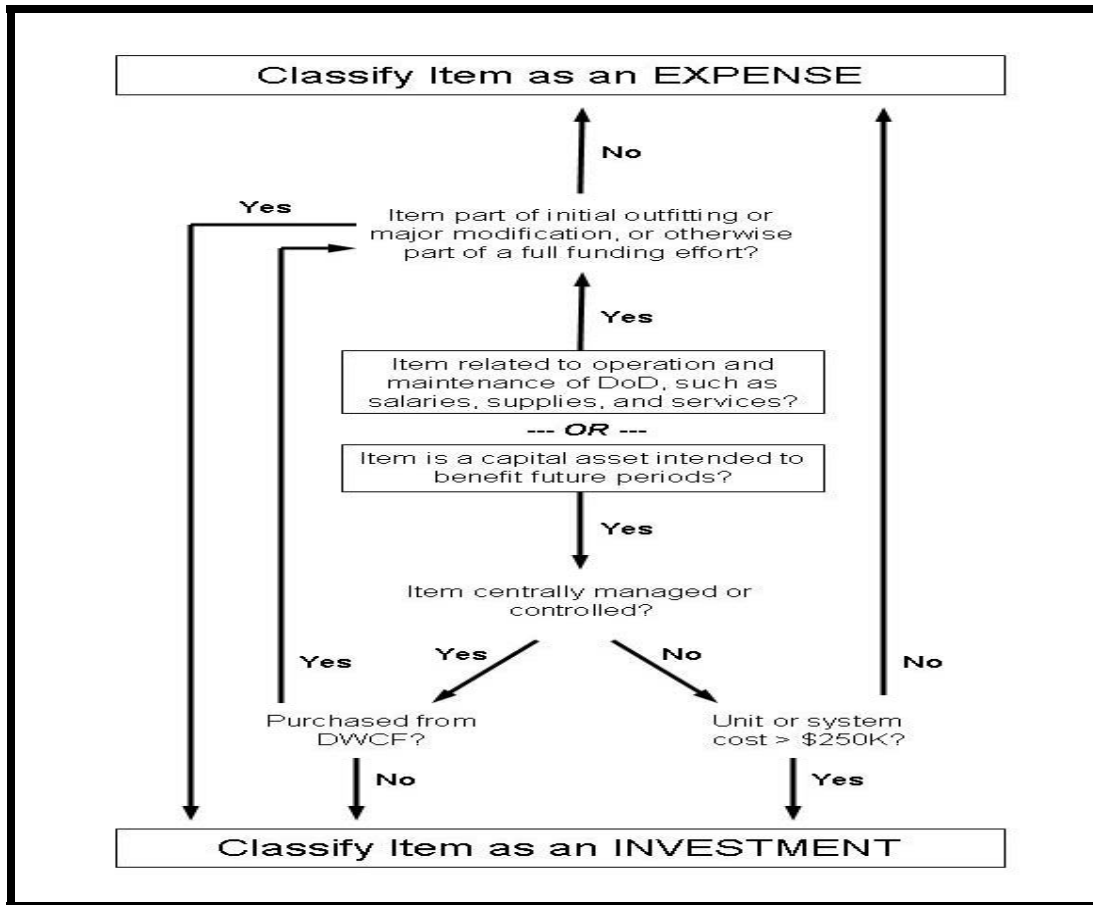 Classify Item as an EXPENSE
No
Yes
Item part of initial outfitting or
major modification, or otherwise
part of a full funding effort?
Yes
Item related to operation and
maintenance of DoD, such as
salaries, supplies, and services?
--- OR ---
Item is a capital asset intended to
benefit future periods?
Yes
Item centrally managed or
controlled?
Yes
Yes
No
No
Purchased from
DWCF?
Unit or system
cost > $250K?
No
Yes
Classify Item as an INVESTMENT